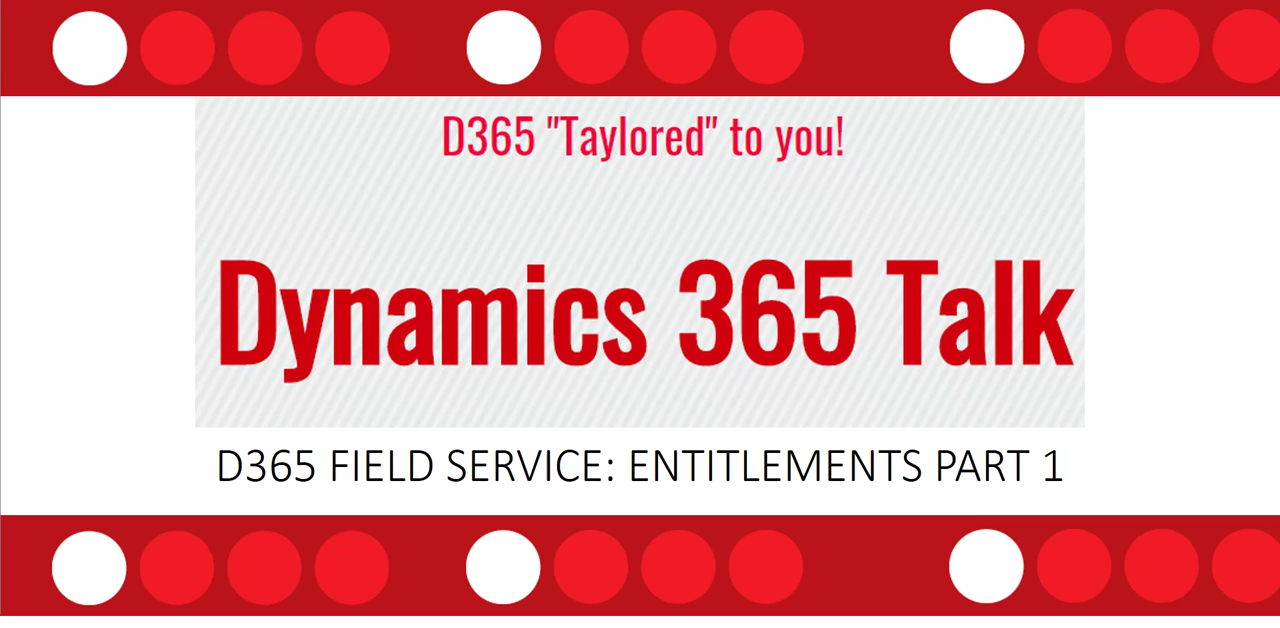 D365 "Taylored" to you!
Dynamics 365 Talk
D365 FIELD SERVICE: ENTITLEMENTS PART 1